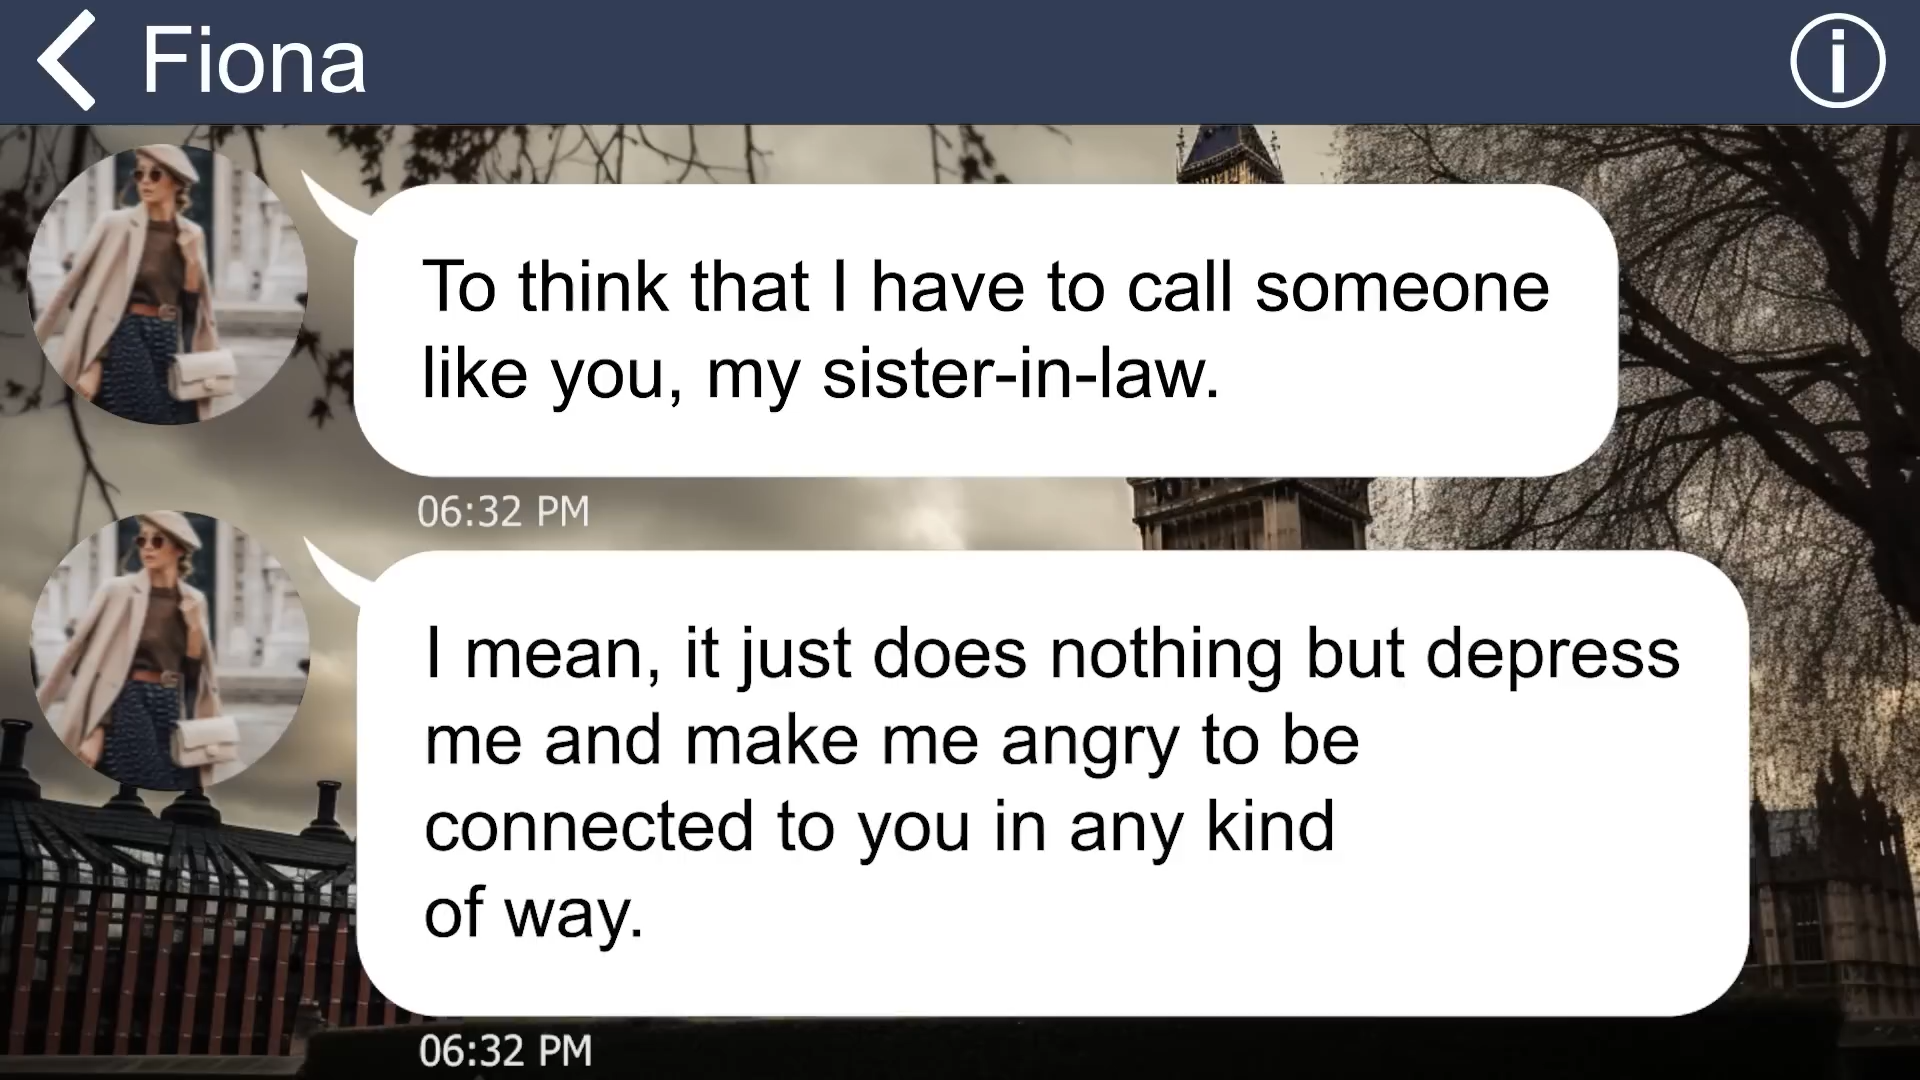 Fiona
To think that I have to call someone
like you, my sister-in-law.
06:32 PM
I mean, it just does nothing but depress
me and make me angry to be
connected to you in any kind
of way.
06:32 PM